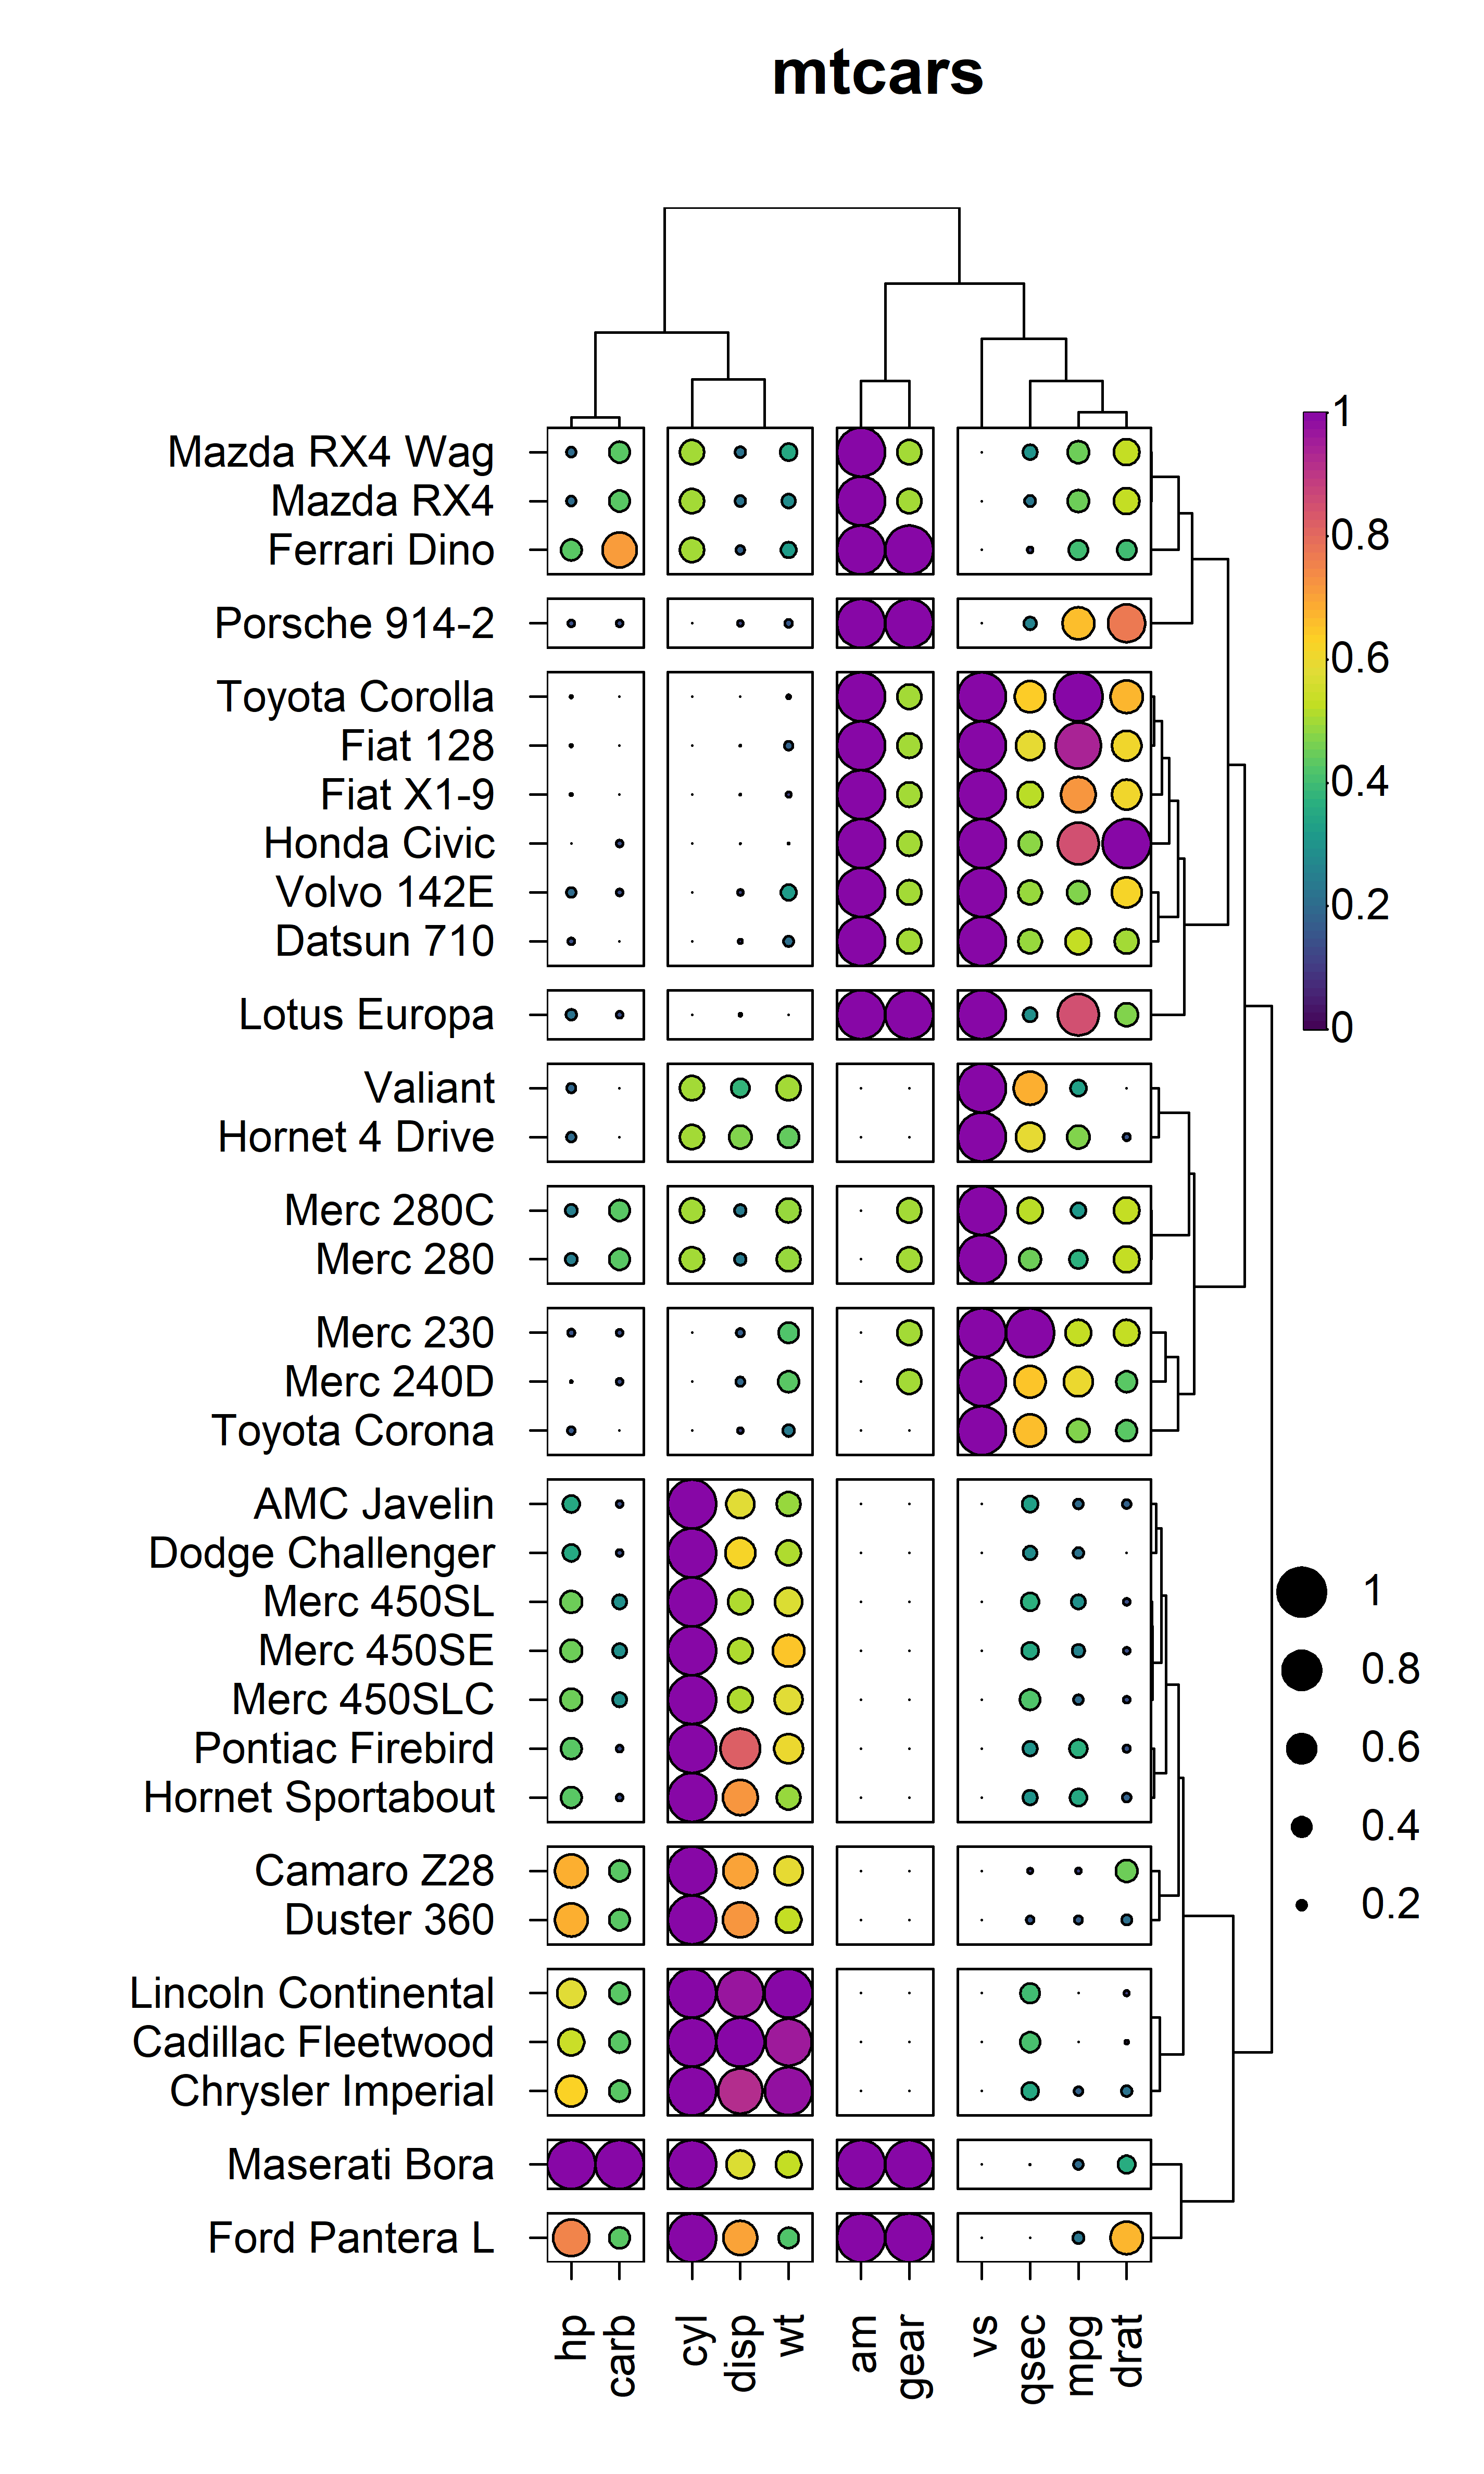 mtcars
Mazda RX4 Wag
Mazda RX4
Ferrari Dino
Porsche 914-2
Toyota Corolla
Fiat 128
Fiat X1-9
Honda Civic
Volvo 142E
Datsun 710
Lotus Europa
Valiant
Hornet 4 Drive
Merc 280C
Merc 280
Merc 230
Merc 240D
Toyota Corona
AMC Javelin
Dodge Challenger
Merc 450SL
Merc 450SE
Merc 450SLC
Pontiac Firebird
Hornet Sportabout
Camaro Z28
Duster 360
Lincoln Continental
Cadillac Fleetwood
Chrysler Imperial
Maserati Bora
Ford Pantera L
hp
carb
cyl
disp
wt
am
gear
vs
qsec
mpg
drat
1
0.8
0.6
0.4
0.2
0
1
0.8
0.6
0.4
0.2